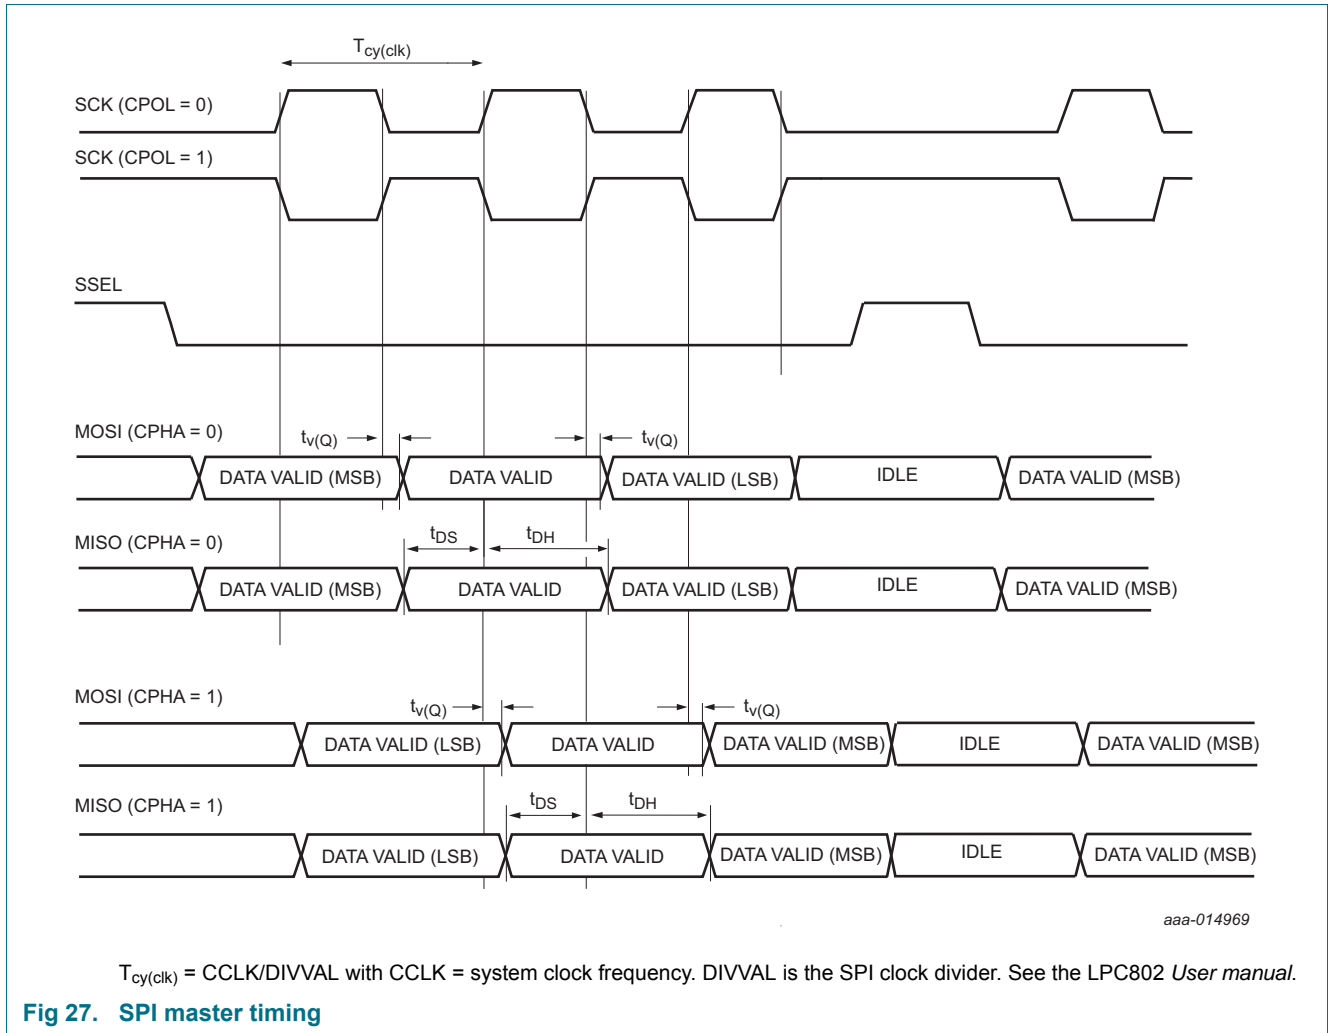 Tcy(clk)
SCK (CPOL = 0)
SCK (CPOL = 1)
SSEL
MOSI (CPHA = 0)
tv(Q)
tv(Q)
DATA VALID (MSB)
DATA VALID
DATA VALID (LSB)
IDLE
DATA VALID (MSB)
tDS
tDH
MISO (CPHA = 0)
DATA VALID (MSB)
DATA VALID
DATA VALID (LSB)
IDLE
DATA VALID (MSB)
MOSI (CPHA = 1)
tv(Q)
tv(Q)
DATA VALID (LSB)
DATA VALID
DATA VALID (MSB)
IDLE
DATA VALID (MSB)
MISO (CPHA = 1)
tDS
tDH
DATA VALID (LSB)
DATA VALID
DATA VALID (MSB)
IDLE
DATA VALID (MSB)
aaa-014969
Tcy(clk) = CCLK/DIVVAL with CCLK = system clock frequency. DIVVAL is the SPI clock divider. See the LPC802 User manual.
Fig 27. SPI master timing